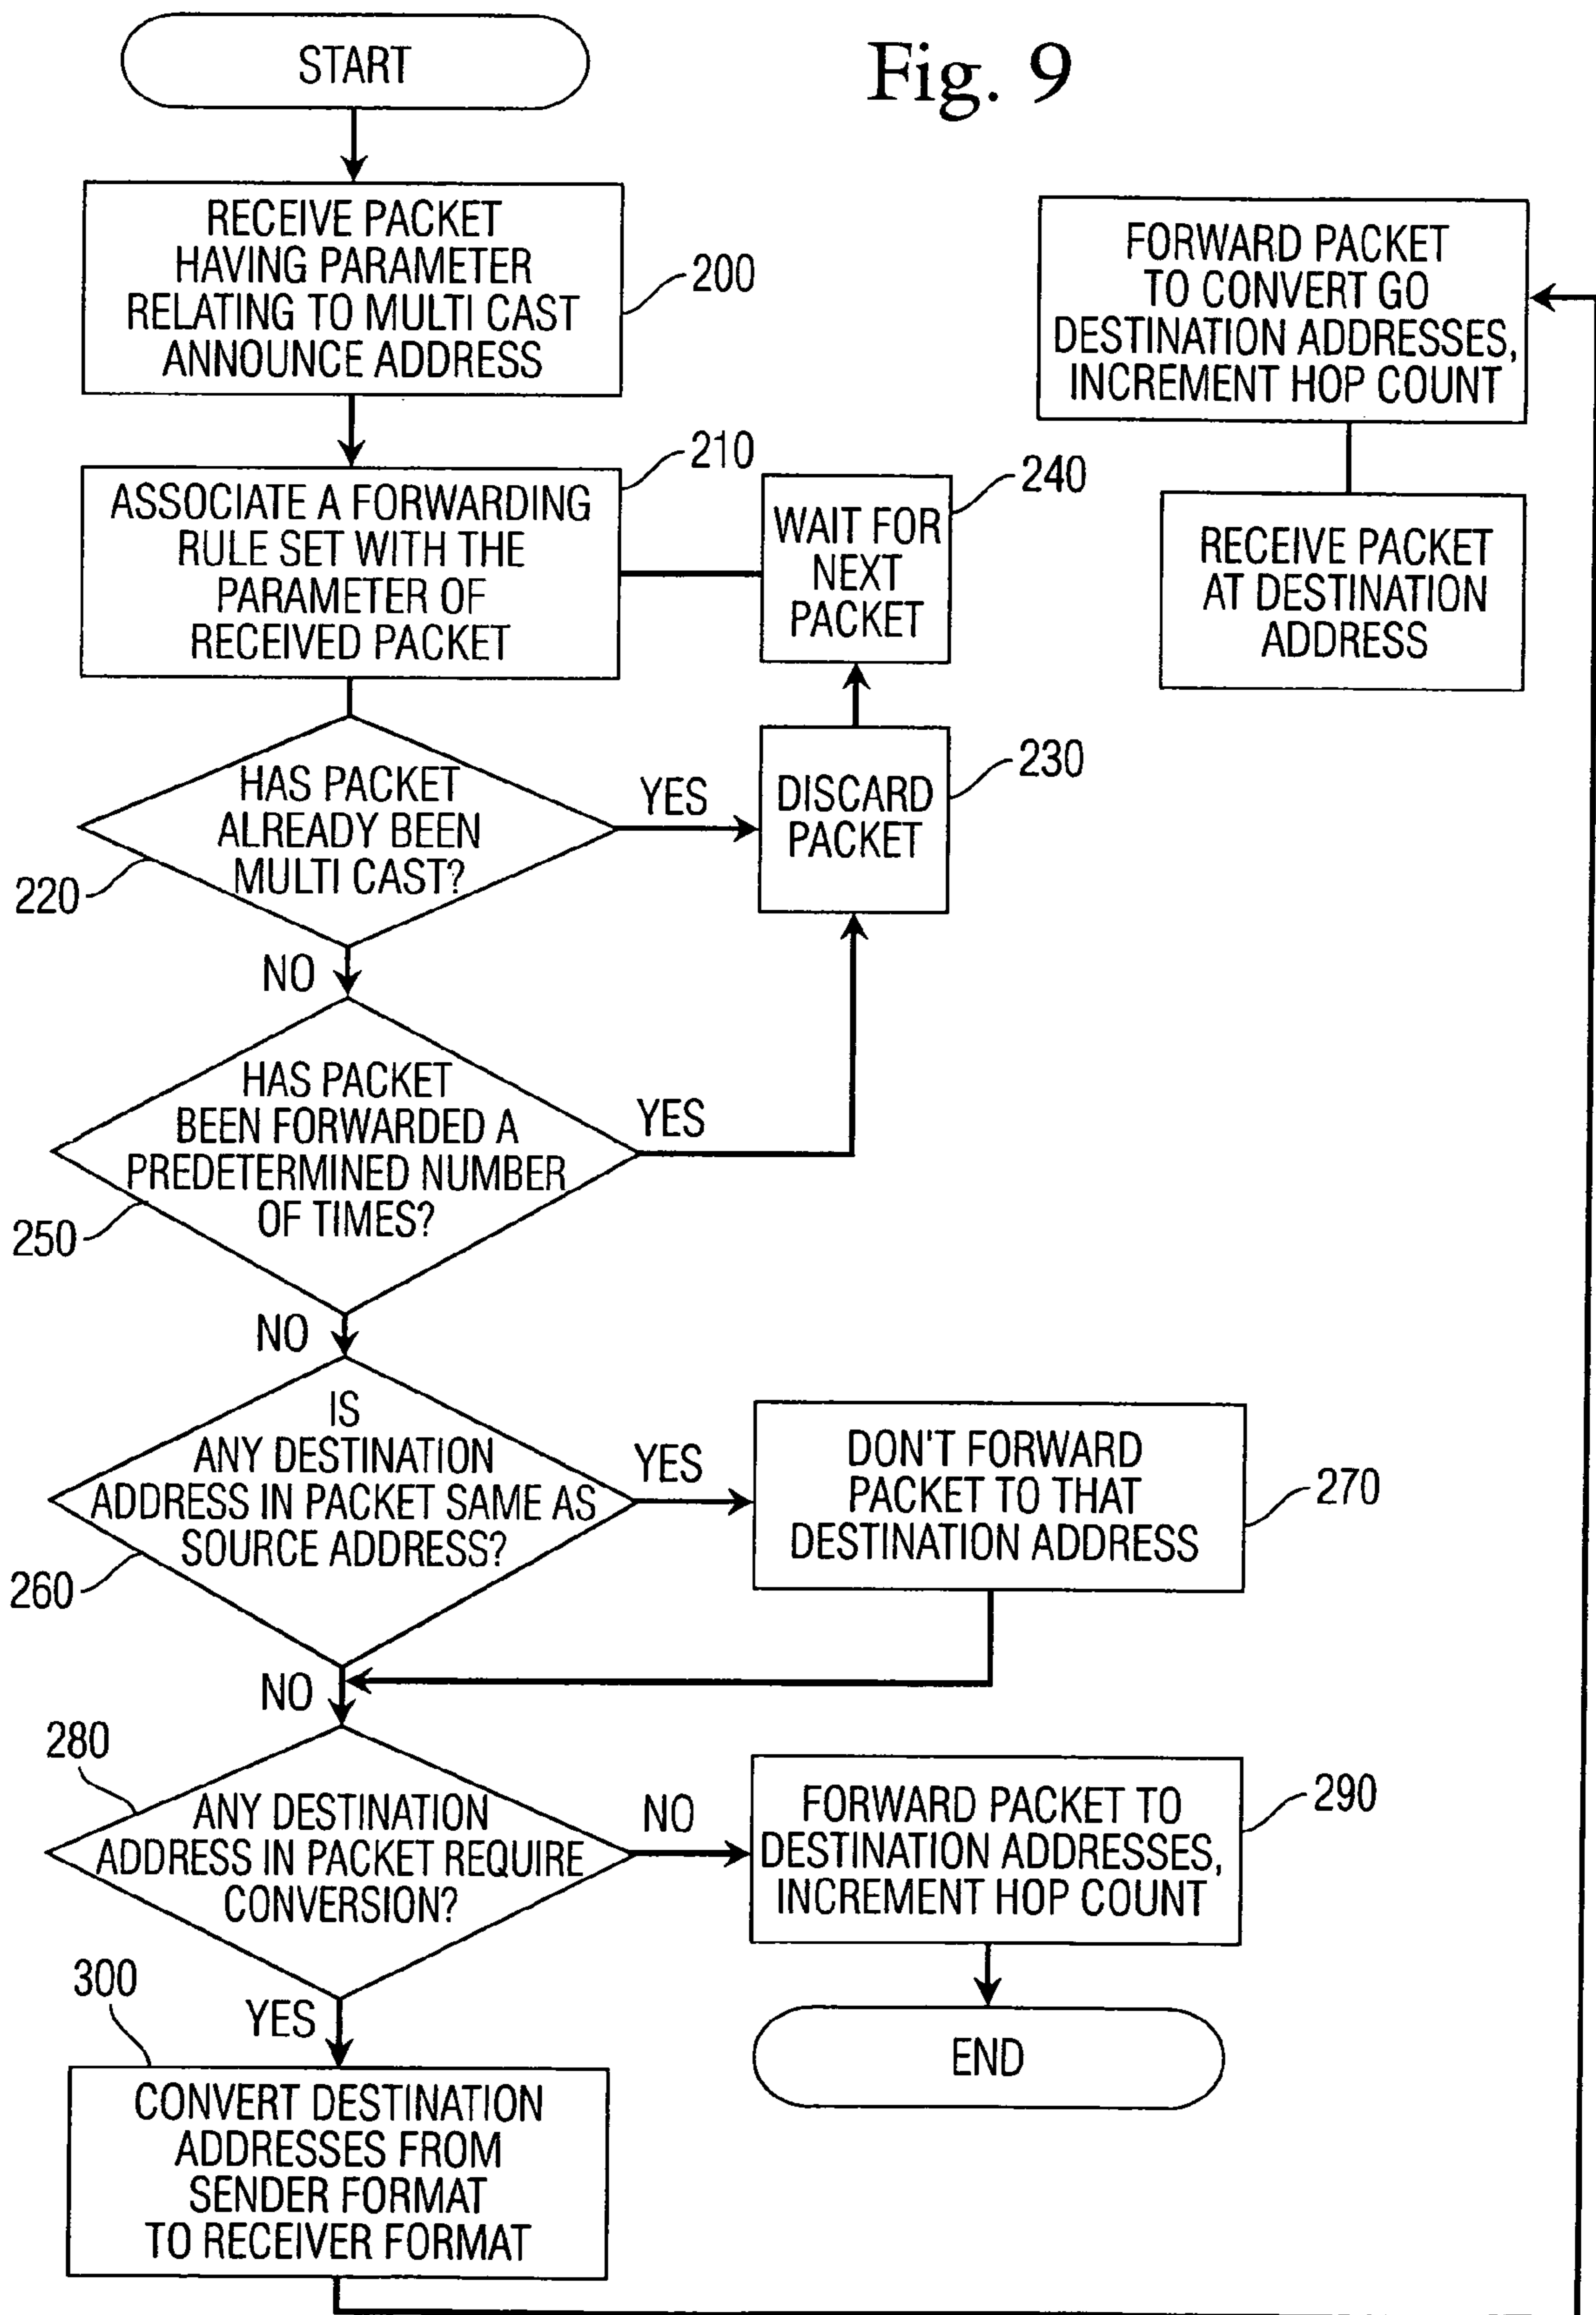 Fig. 9
START
RECEIVE PACKET
HAVING PARAMETER
RELATING TO MULTI CAST
ANNOUNCE ADDRESS
200
ASSOCIATE A FORWARDING
RULE SET WITH THE
PARAMETER OF
RECEIVED PACKET
210
WAIT FOR
NEXT
PACKET
240
HAS PACKET
ALREADY BEEN
MULTI CAST?
220
YES
DISCARD
PACKET
230
NO
HAS PACKET
BEEN FORWARDED A
PREDETERMINED NUMBER
OF TIMES?
250
YES
NO
IS
ANY DESTINATION
ADDRESS IN PACKET SAME AS
SOURCE ADDRESS?
260
YES
DON'T FORWARD
PACKET TO THAT
DESTINATION ADDRESS
270
NO
280
ANY DESTINATION
ADDRESS IN PACKET REQUIRE
CONVERSION?
NO
FORWARD PACKET TO
DESTINATION ADDRESSES,
INCREMENT HOP COUNT
290
END
YES
300
CONVERT DESTINATION
ADDRESSES FROM
SENDER FORMAT
TO RECEIVER FORMAT
FORWARD PACKET
TO CONVERT GO
DESTINATION ADDRESSES,
INCREMENT HOP COUNT
RECEIVE PACKET
AT DESTINATION
ADDRESS